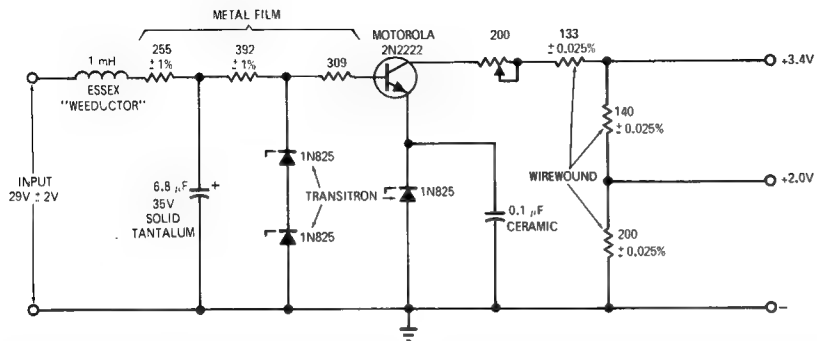 METAL FILM
MOTOROLA
2N2222
1 mH
ESSEX
"WEEDUCTOR"
255
± 1%
392
± 1%
309
200
133
± 0.025%
+3.4V
140
± 0.025%
+2.0V
WIREWOUND
200
± 0.025%
INPUT
29V ± 2V
6.8 μF
35V
SOLID
TANTALUM
+
1N825
TRANSITRON
1N825
1N825
0.1 μF
CERAMIC
–